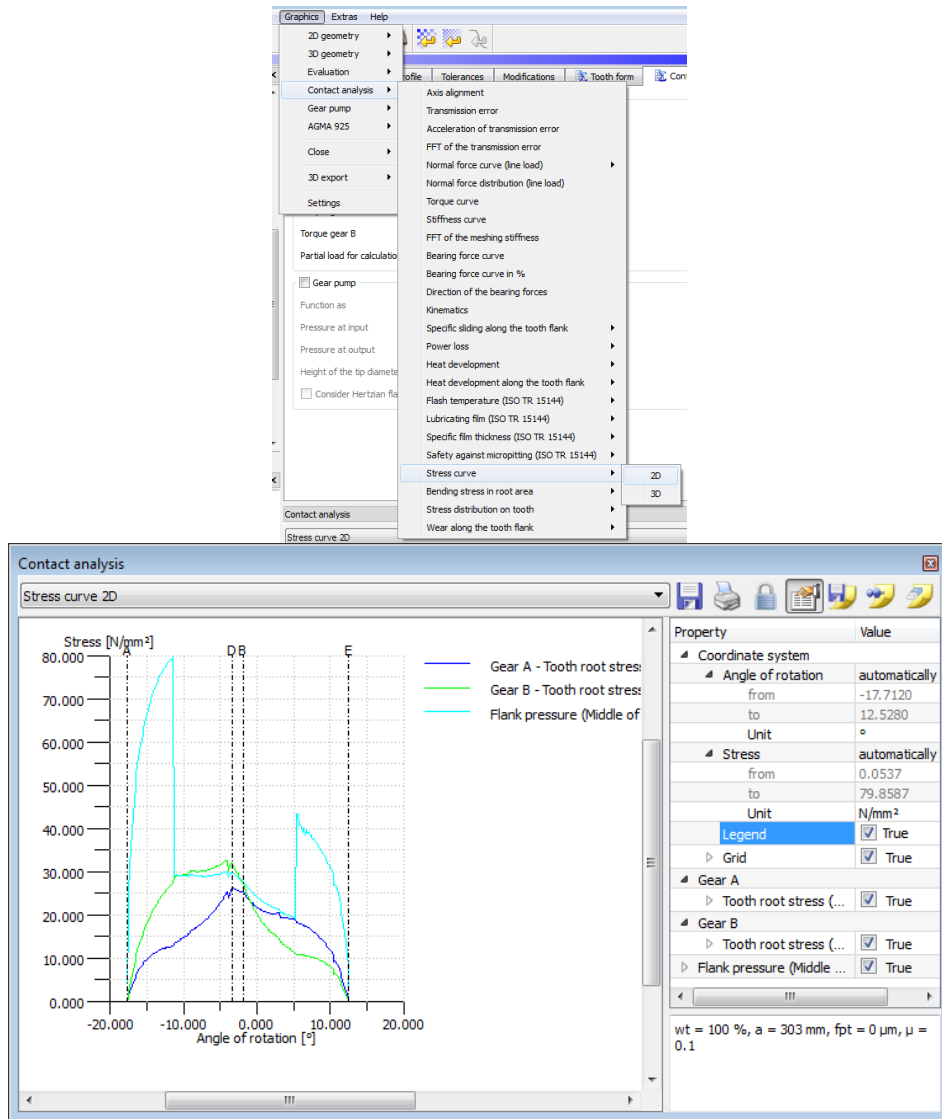 Graphics Extras Help
2D geometry
3D geometry
Evaluation
Contact analysis
Gear pump
AGMA 925
Close
3D export
Settings
rofile Tolerances Modifications Tooth form Con
Axis alignment
Transmission error
Acceleration of transmission error
FFT of the transmission error
Normal force curve (line load)
Normal force distribution (line load)
Torque curve
Stiffness curve
FFT of the meshing stiffness
Bearing force curve
Bearing force curve in %
Direction of the bearing forces
Kinematics
Specific sliding along the tooth flank
Power loss
Heat development
Heat development along the tooth flank
Flash temperature (ISO TR 15144)
Lubricating film (ISO TR 15144)
Specific film thickness (ISO TR 15144)
Safety against micropitting (ISO TR 15144)
Stress curve
Bending stress in root area
Stress distribution on tooth
Wear along the tooth flank
2D
3D
Torque gear B
Partial load for calculatio
Gear pump
Function as
Pressure at input
Pressure at output
Height of the tip diamete
Consider Hertzian fla
Contact analysis
Stress curve 2D
Contact analysis
Stress curve 2D
Stress [N/mm²]
A D B E
80.000
70.000
60.000
50.000
40.000
30.000
20.000
10.000
0.000
-20.000 -10.000 0.000 10.000 20.000
Angle of rotation [°]
Gear A - Tooth root stres
Gear B - Tooth root stress
Flank pressure (Middle of
Property Value
Coordinate system
Angle of rotation automatically
from -17.7120
to 12.5280
Unit °
Stress automatically
from 0.0537
to 79.8587
Unit N/mm²
Legend True
Grid True
Gear A
Tooth root stress (... True
Gear B
Tooth root stress (... True
Flank pressure (Middle ... True
wt = 100 %, a = 303 mm, fpt = 0 µm, µ =
0.1